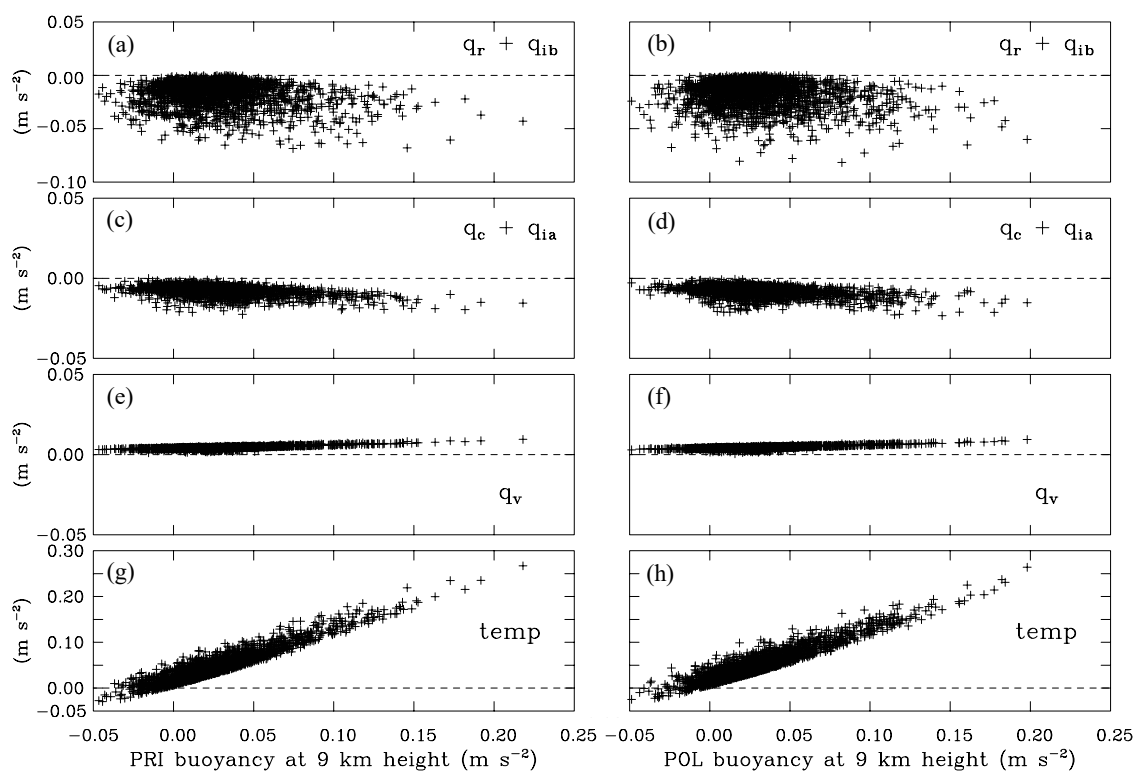 0.05
(a)
q_r + q_ib
(b)
q_r + q_ib
0.00
(m s⁻²)
−0.05
−0.10
0.05
(c)
q_c + q_ia
(d)
q_c + q_ia
(m s⁻²)
0.00
−0.05
0.05
(e)
(f)
(m s⁻²)
0.00
q_v
q_v
−0.05
0.30
(g)
(h)
0.20
(m s⁻²)
temp
temp
0.10
0.00
−0.05
−0.05 0.00 0.05 0.10 0.15 0.20 0.25
−0.05 0.00 0.05 0.10 0.15 0.20 0.25
PRI buoyancy at 9 km height (m s⁻²)
POL buoyancy at 9 km height (m s⁻²)